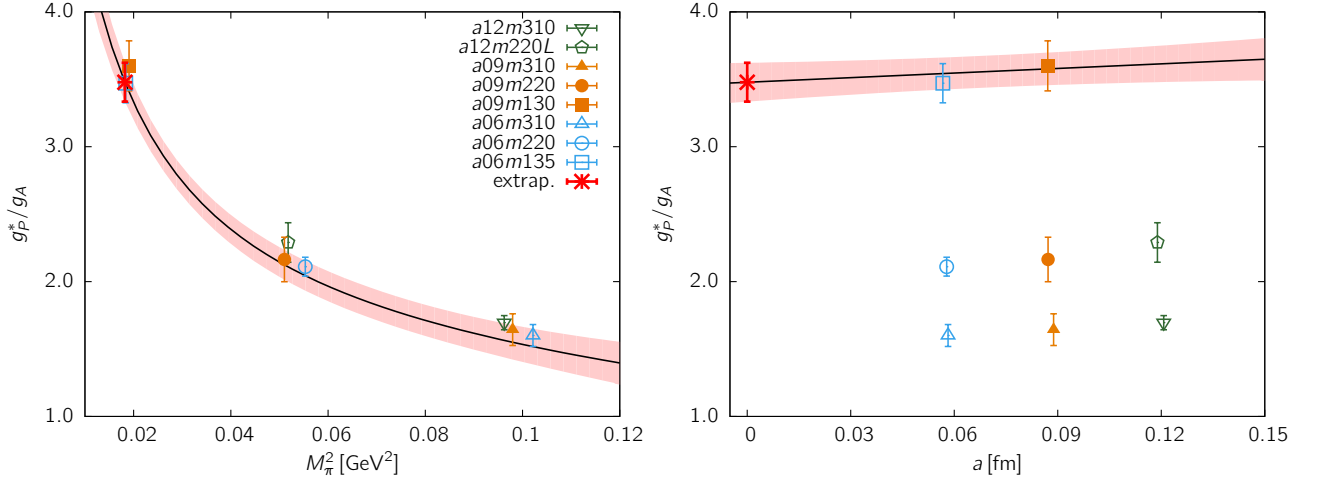 4.0
3.0
2.0
1.0
g*P/gA
0.02
0.04
0.06
0.08
0.1
0.12
M²π [GeV²]
a12m310
a12m220L
a09m310
a09m220
a09m130
a06m310
a06m220
a06m135
extrap.
4.0
3.0
2.0
1.0
g*P/gA
0
0.03
0.06
0.09
0.12
0.15
a [fm]